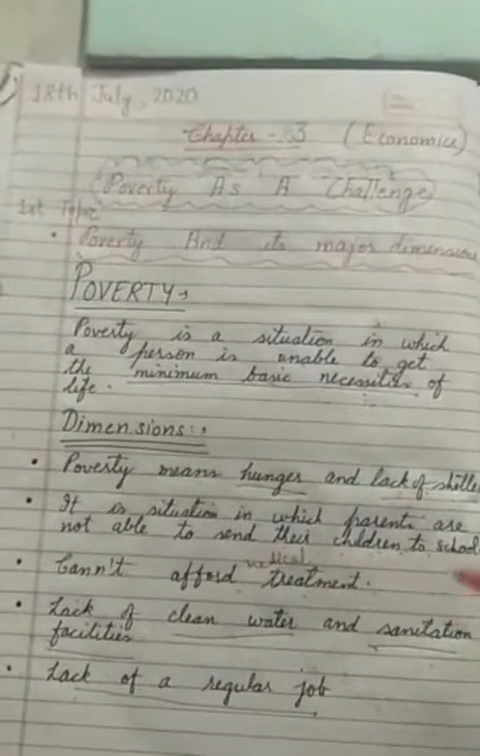 18th July, 2020
Chapter - 3 (Economics)
Poverty As A Challenge
1st Topic
• Poverty And its major dimensions
POVERTY→
Poverty is a situation in which
a person is unable to get
the minimum basic necessities of
life.
Dimensions:→
• Poverty means hunger and lack of shelter
• It is situation in which parents are
not able to send their children to school
• Cann't afford medical treatment.
• Lack of clean water and sanitation
facilities
• Lack of a regular job